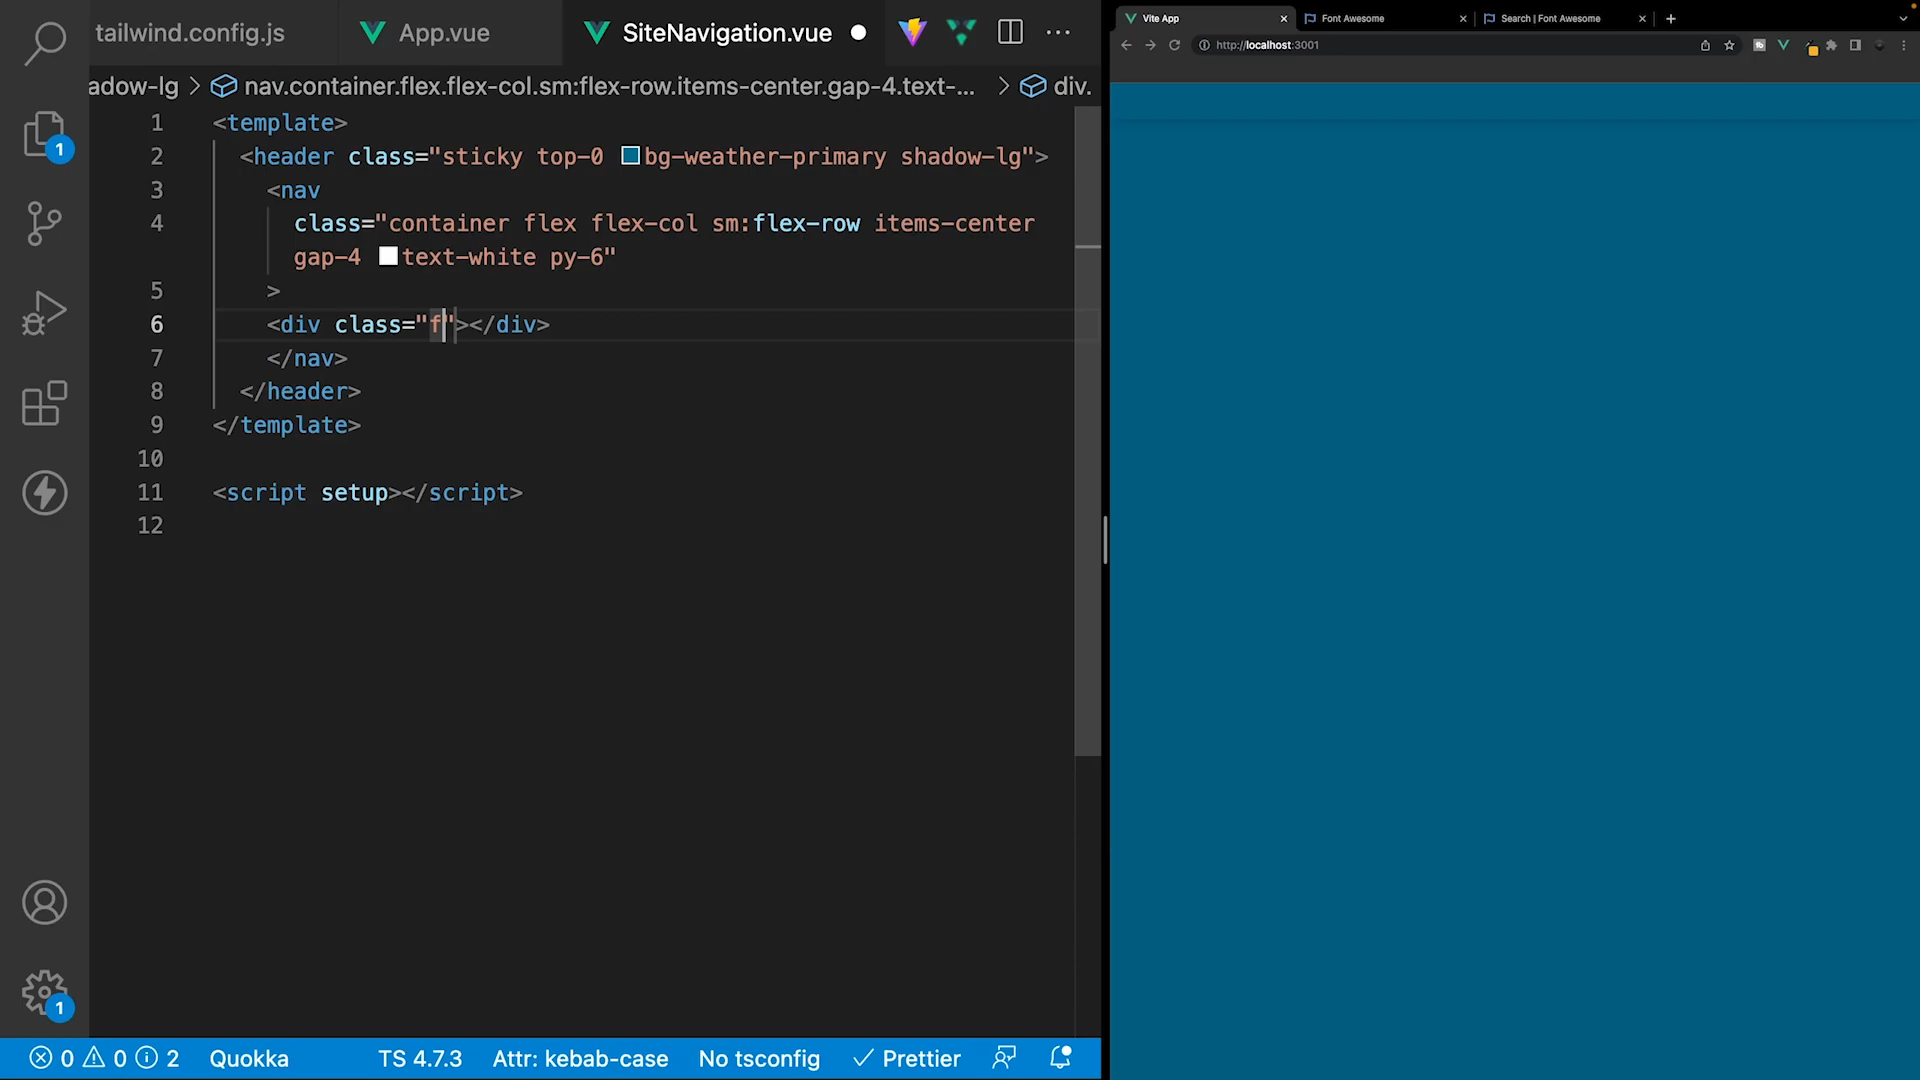 tailwind.config.js App.vue SiteNavigation.vue
adow-lg > nav.container.flex.flex-col.sm:flex-row.items-center.gap-4.text-... > div.
1 <template>
2 <header class="sticky top-0 bg-weather-primary shadow-lg">
3 <nav
4 class="container flex flex-col sm:flex-row items-center
gap-4 text-white py-6"
5 >
6 <div class="f"></div>
7 </nav>
8 </header>
9 </template>
10
11 <script setup></script>
12
1
1
0 0 2 Quokka TS 4.7.3 Attr: kebab-case No tsconfig Prettier
Vite App Font Awesome Search | Font Awesome
http://localhost:3001